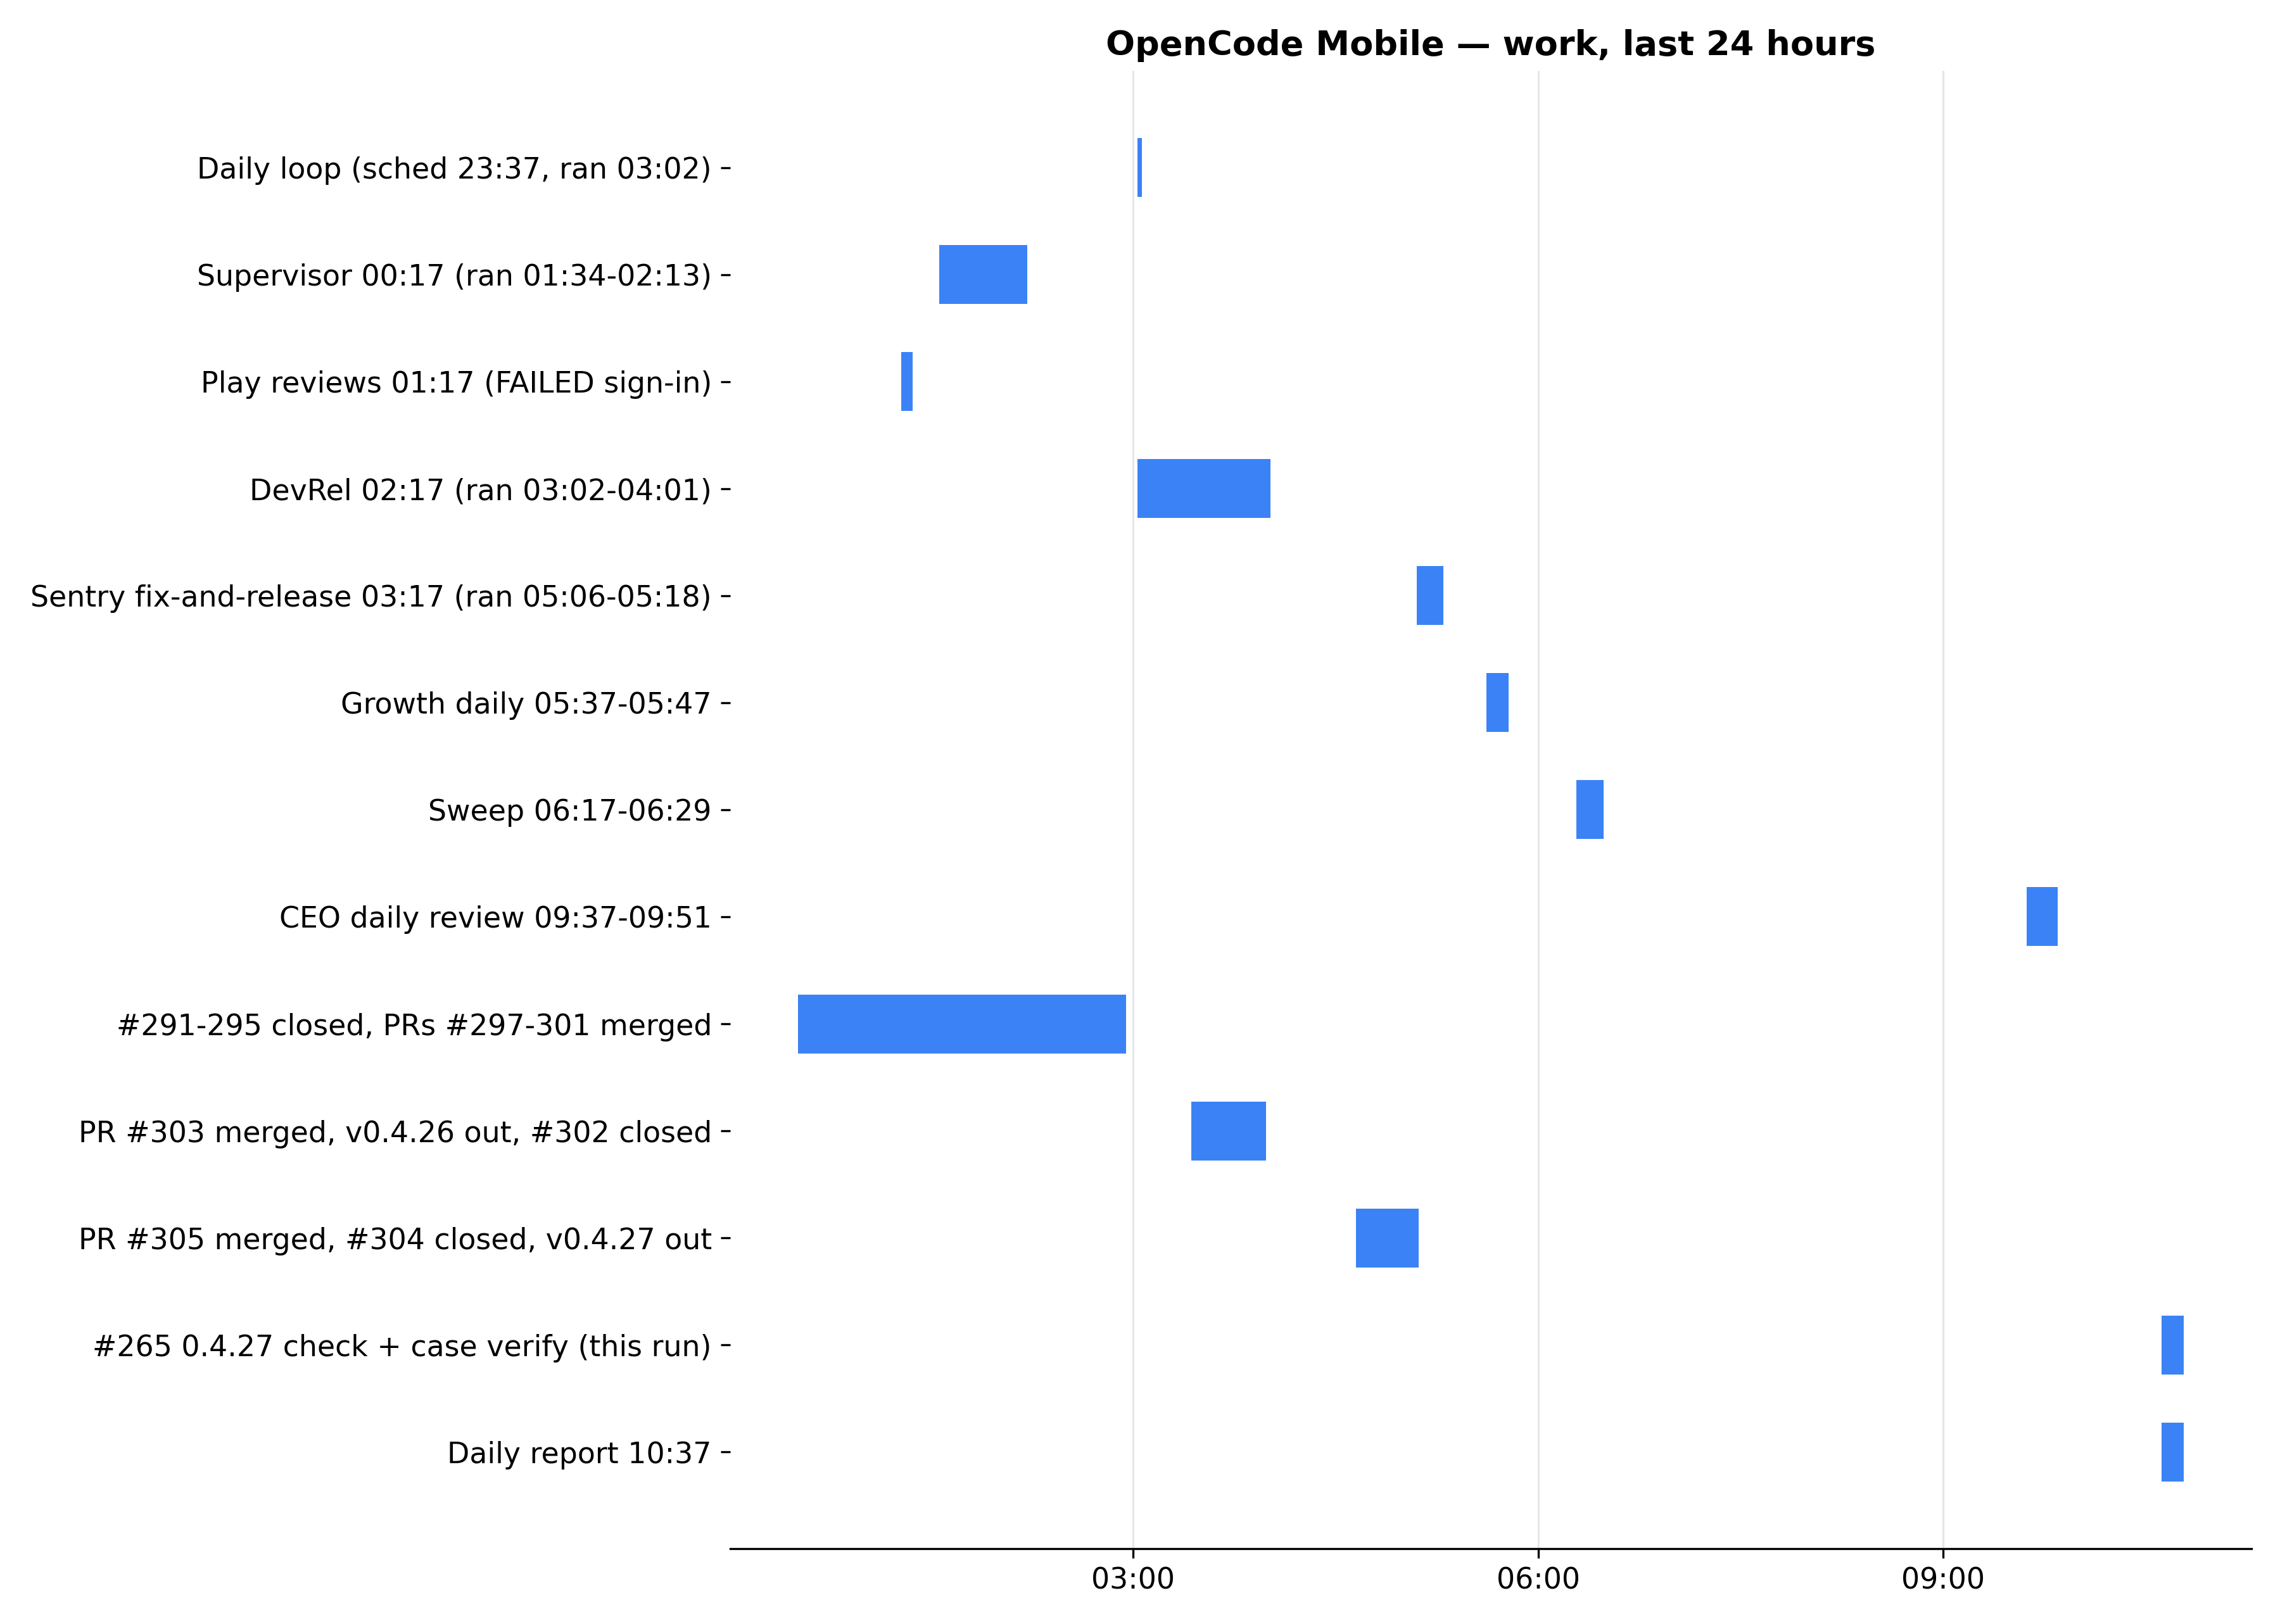 OpenCode Mobile — work, last 24 hours
Daily loop (sched 23:37, ran 03:02)
Supervisor 00:17 (ran 01:34-02:13)
Play reviews 01:17 (FAILED sign-in)
DevRel 02:17 (ran 03:02-04:01)
Sentry fix-and-release 03:17 (ran 05:06-05:18)
Growth daily 05:37-05:47
Sweep 06:17-06:29
CEO daily review 09:37-09:51
#291-295 closed, PRs #297-301 merged
PR #303 merged, v0.4.26 out, #302 closed
PR #305 merged, #304 closed, v0.4.27 out
#265 0.4.27 check + case verify (this run)
Daily report 10:37
03:00 06:00 09:00